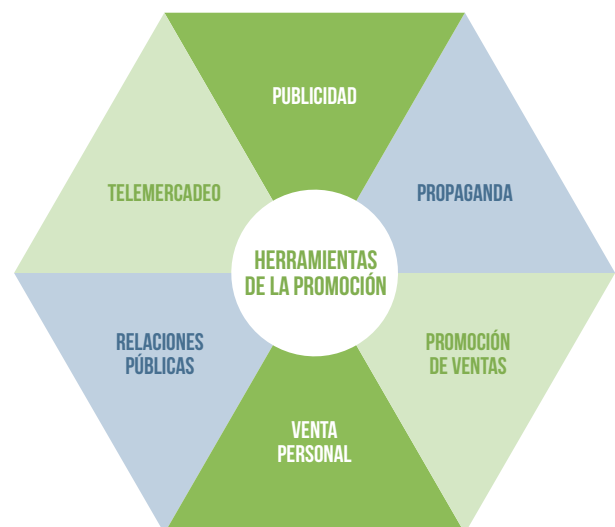 PUBLICIDAD
TELEMERCADEO
PROPAGANDA
HERRAMIENTAS
DE LA PROMOCIÓN
RELACIONES
PÚBLICAS
PROMOCIÓN
DE VENTAS
VENTA
PERSONAL